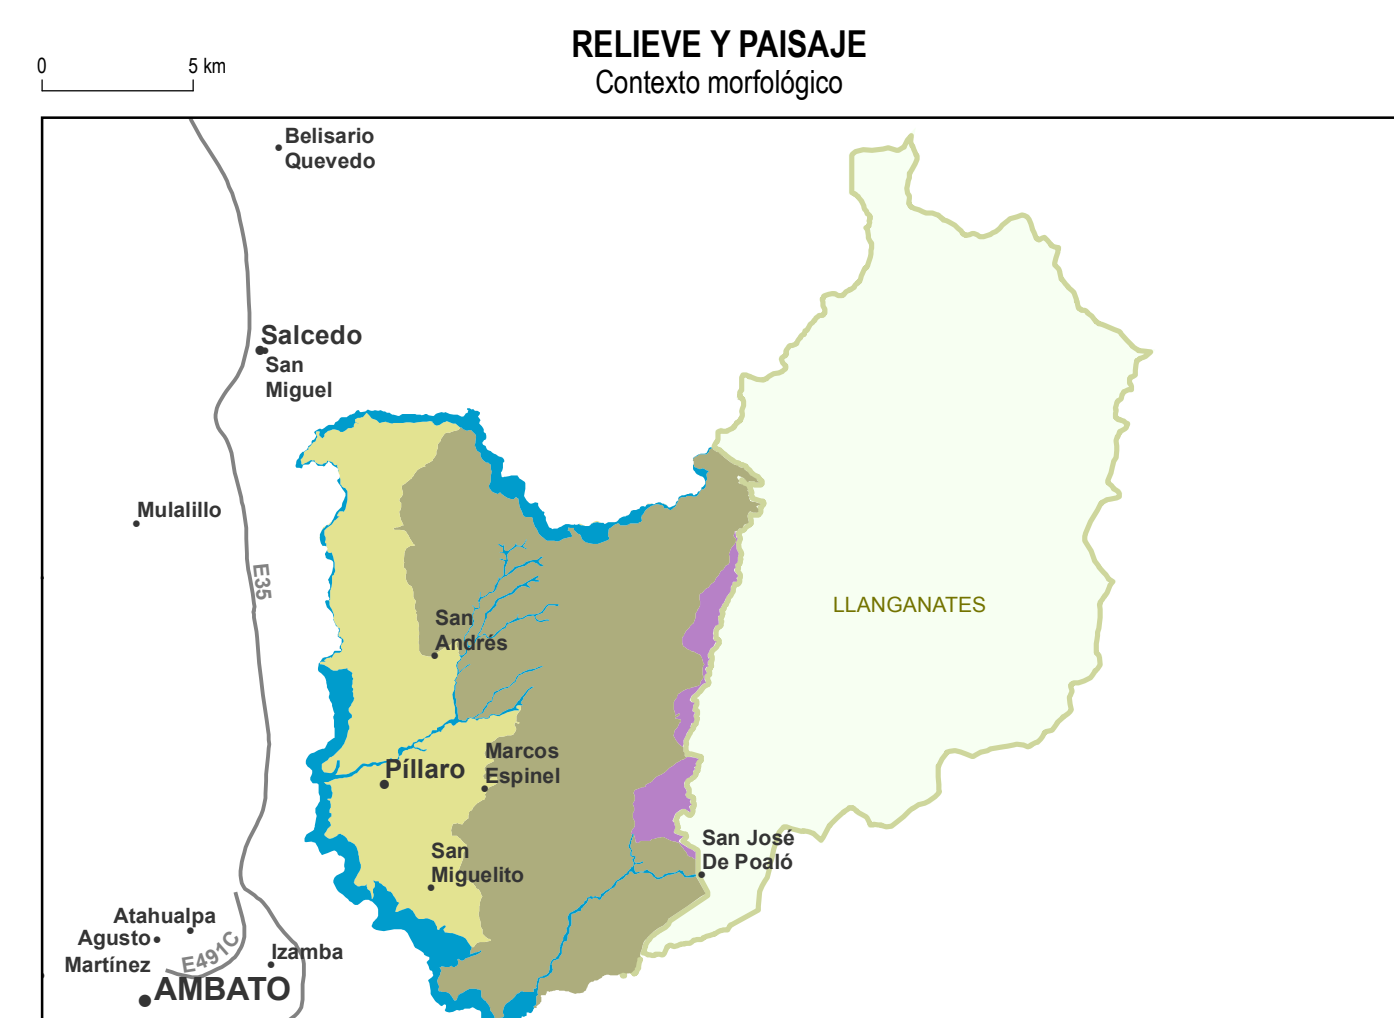 RELIEVE Y PAISAJE
Contexto morfológico
0
5 km
Belisario
Quevedo
Salcedo
San
Miguel
Mulalillo
E35
LLANGANATES
San
Andrés
Marcos
Espinel
Píllaro
San José
De Poaló
San
Miguelito
Atahualpa
Agusto
Martínez
E491C
Izamba
AMBATO